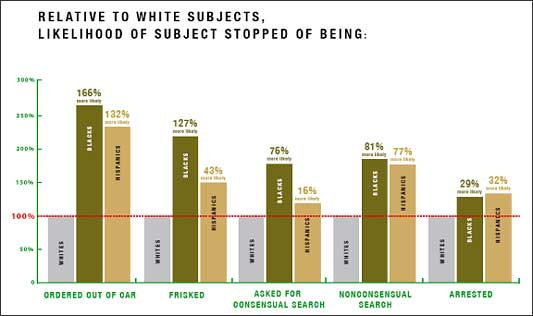 RELATIVE TO WHITE SUBJECTS,
LIKELIHOOD OF SUBJECT STOPPED OF BEING:
300%
250%
200%
150%
100%
50%
0
166%
more likely
132%
more likely
WHITES
BLACKS
HISPANICS
ORDERED OUT OF CAR
127%
more likely
43%
more likely
WHITES
BLACKS
HISPANICS
FRISKED
76%
more likely
16%
more likely
WHITES
BLACKS
HISPANICS
ASKED FOR
CONSENSUAL SEARCH
81%
more likely
77%
more likely
WHITES
BLACKS
HISPANICS
NONCONSENSUAL
SEARCH
29%
more likely
32%
more likely
WHITES
BLACKS
HISPANICS
ARRESTED